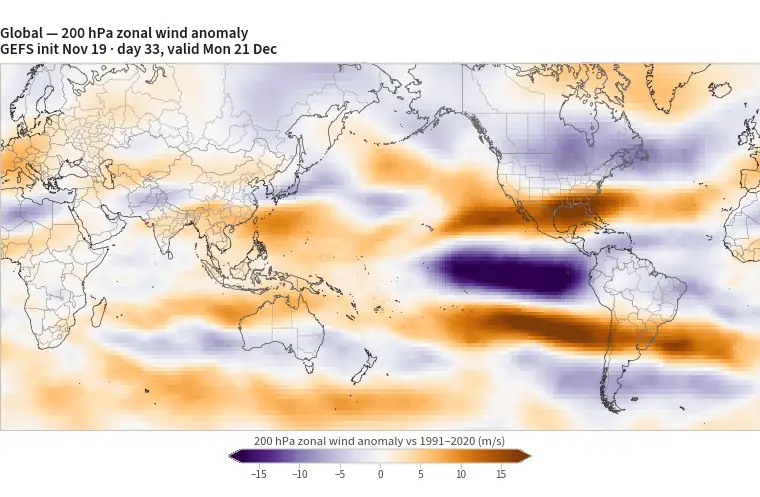 Global — 200 hPa zonal wind anomaly
GEFS init Nov 19 · day 33, valid Mon 21 Dec
200 hPa zonal wind anomaly vs 1991–2020 (m/s)
−15 −10 −5 0 5 10 15